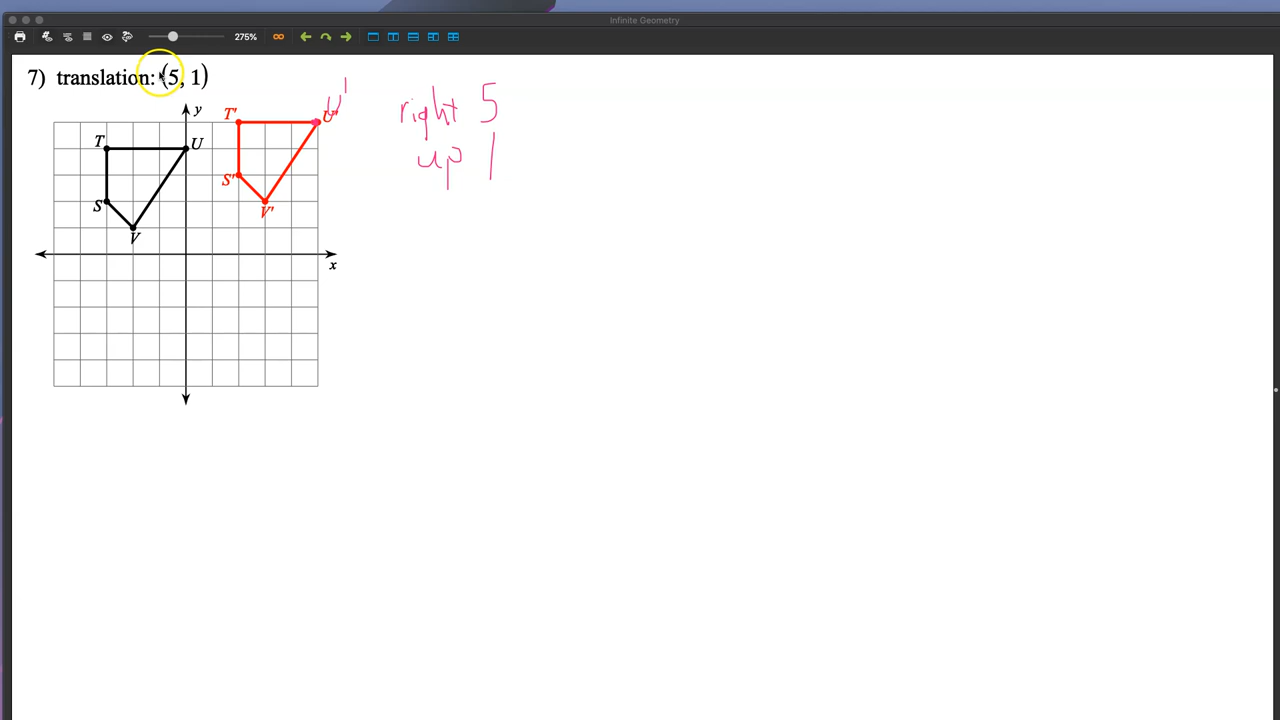 Infinite Geometry
275%
7) translation: (5, 1)
y
T' U' U'
right 5
T U
up 1
S'
S V'
V
x